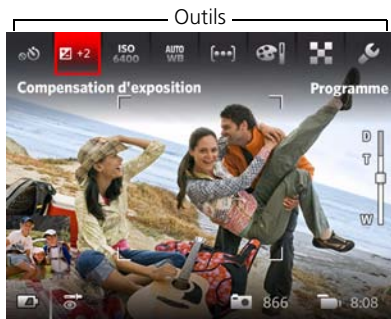 Outils
+2
ISO
6400
AUTO
WB
Compensation d'exposition
Programme
D
T
W
866
8:08